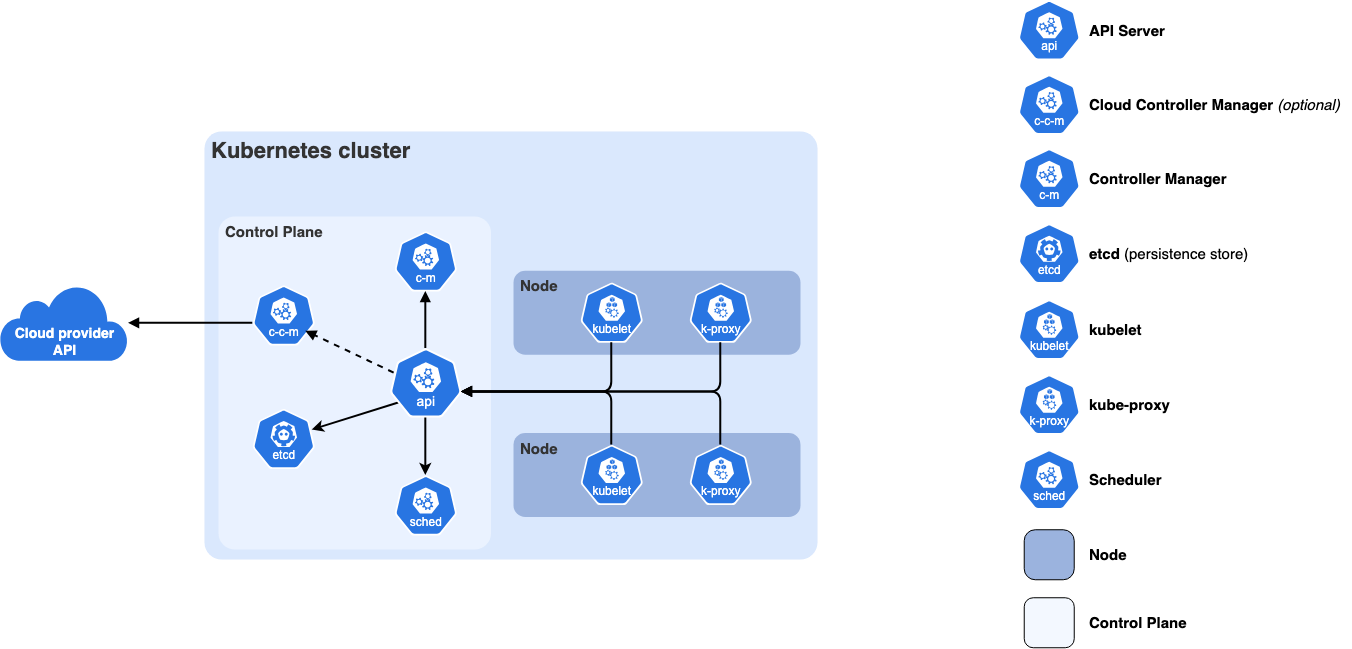 Kubernetes cluster
Control Plane
c-m
c-c-m
Cloud provider
API
api
etcd
sched
Node
kubelet
k-proxy
Node
kubelet
k-proxy
api
API Server
c-c-m
Cloud Controller Manager (optional)
c-m
Controller Manager
etcd
etcd (persistence store)
kubelet
kubelet
k-proxy
kube-proxy
sched
Scheduler
Node
Control Plane